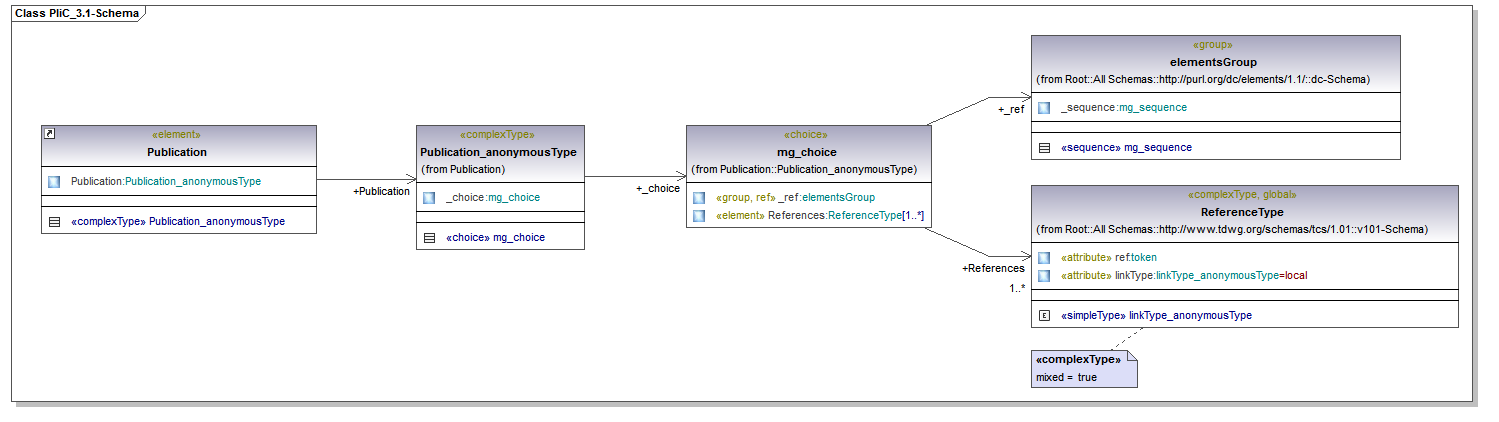 Class PliC_3.1-Schema
«element»
Publication
Publication:Publication_anonymousType
«complexType» Publication_anonymousType
+Publication
«complexType»
Publication_anonymousType
(from Publication)
_choice:mg_choice
«choice» mg_choice
+_choice
«choice»
mg_choice
(from Publication::Publication_anonymousType)
«group, ref» _ref:elementsGroup
«element» References:ReferenceType[1..*]
+_ref
«group»
elementsGroup
(from Root::All Schemas::http://purl.org/dc/elements/1.1/::dc-Schema)
_sequence:mg_sequence
«sequence» mg_sequence
+References
1..*
«complexType, global»
ReferenceType
(from Root::All Schemas::http://www.tdwg.org/schemas/tcs/1.01::v101-Schema)
«attribute» ref:token
«attribute» linkType:linkType_anonymousType=local
E «simpleType» linkType_anonymousType
«complexType»
mixed = true